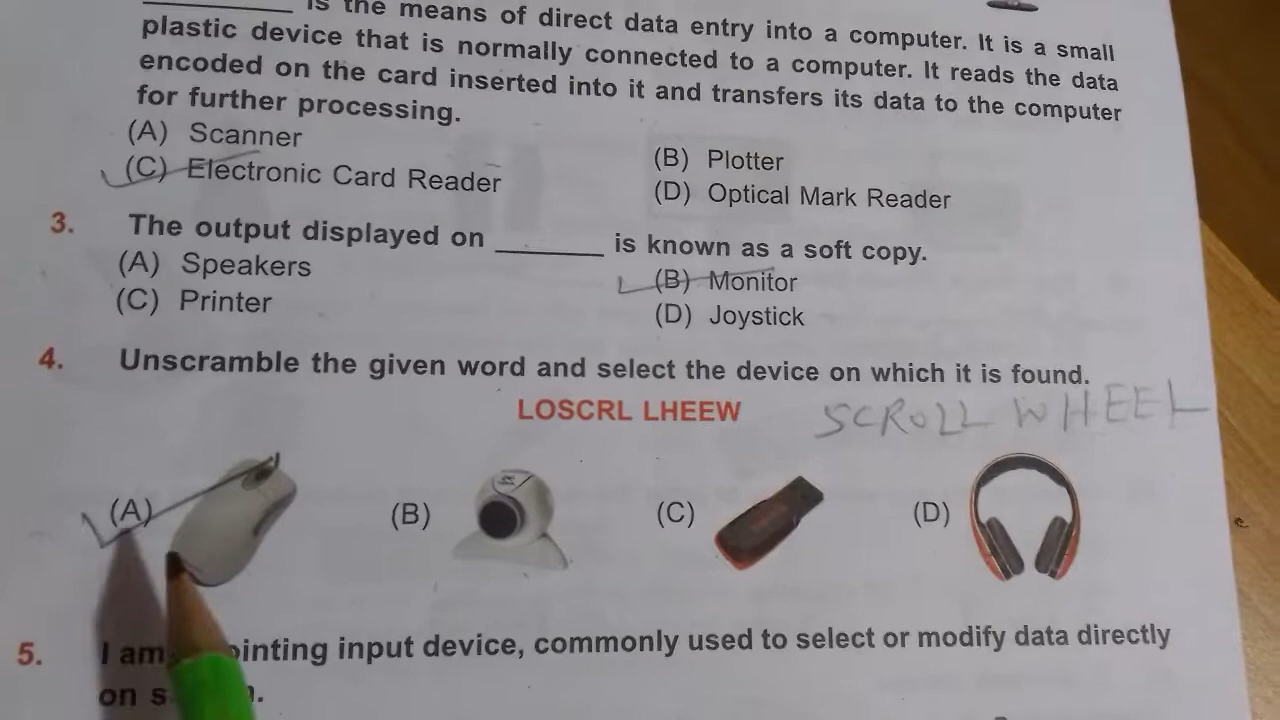 is the means of direct data entry into a computer. It is a small
plastic device that is normally connected to a computer. It reads the data
encoded on the card inserted into it and transfers its data to the computer
for further processing.
(A) Scanner
(B) Plotter
(C) Electronic Card Reader
(D) Optical Mark Reader
3. The output displayed on ______ is known as a soft copy.
(A) Speakers
(B) Monitor
(C) Printer
(D) Joystick
4. Unscramble the given word and select the device on which it is found.
LOSCRL LHEEW SCROLL WHEEL
(A) (B) (C) (D)
5. I am input device, commonly used to select or modify data directly
on